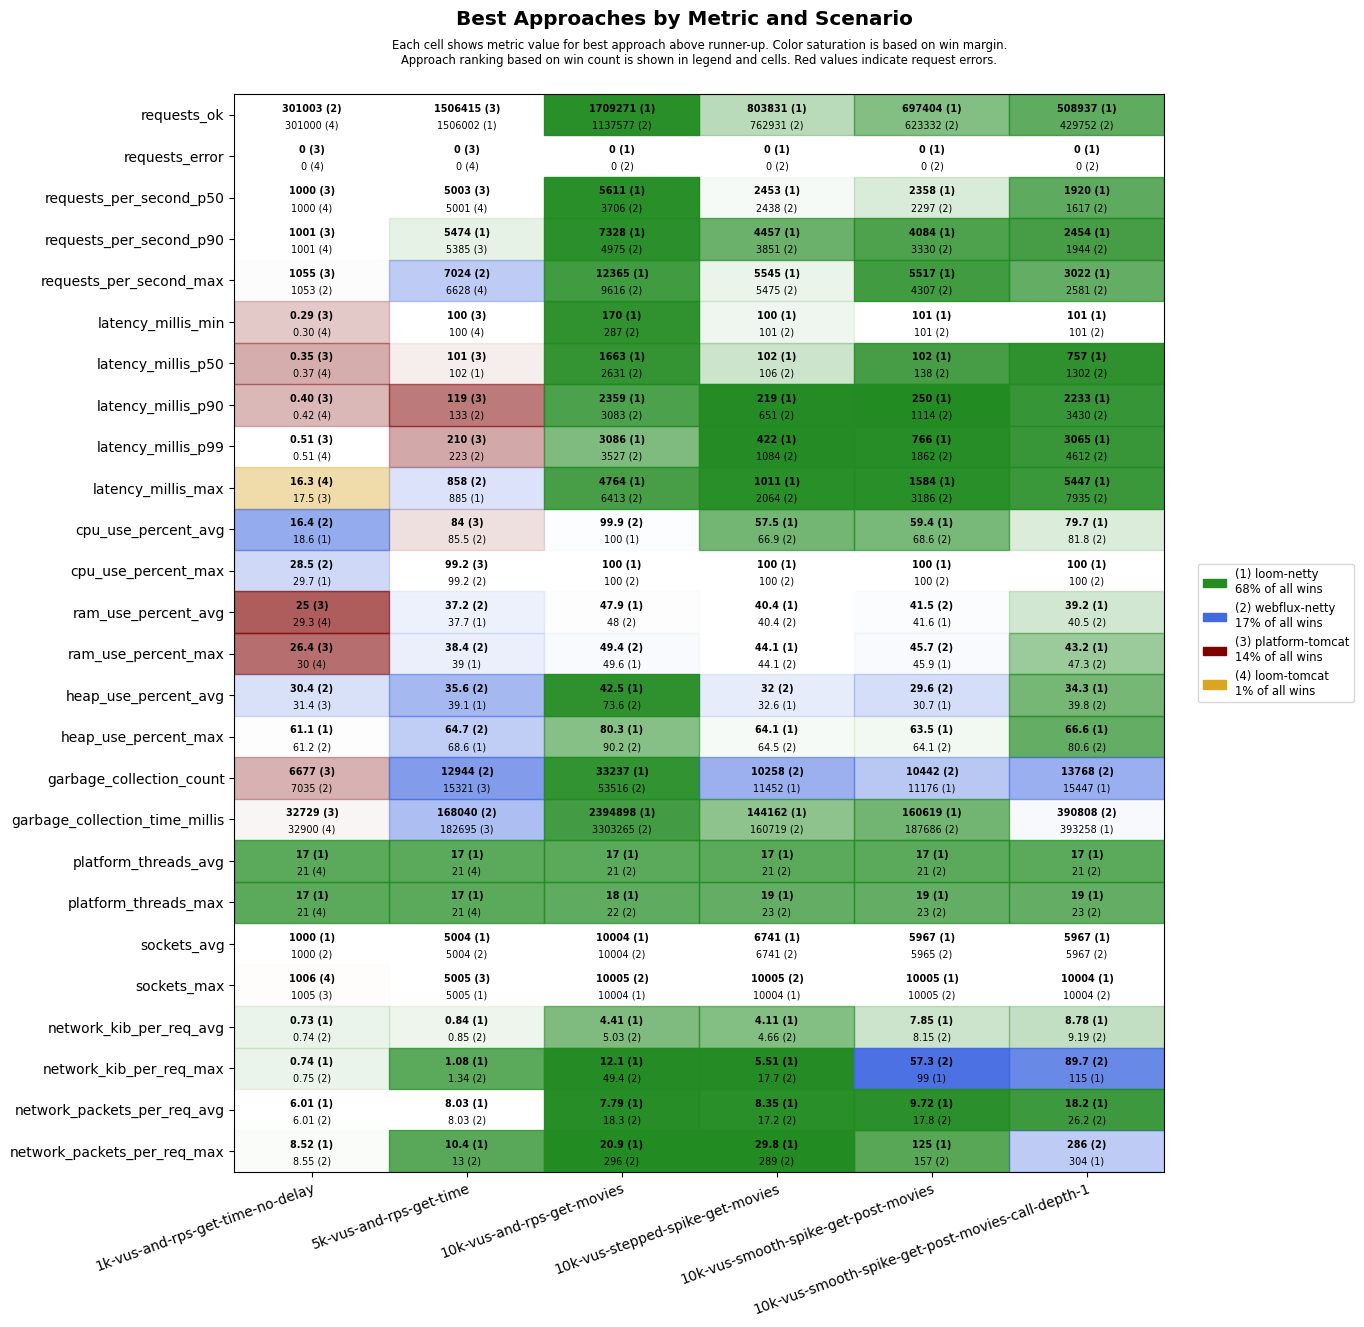 Best Approaches by Metric and Scenario
Each cell shows metric value for best approach above runner-up. Color saturation is based on win margin.
Approach ranking based on win count is shown in legend and cells. Red values indicate request errors.
requests_ok
301003 (2) 1506415 (3) 1709271 (1) 803831 (1) 697404 (1) 508937 (1)
301000 (4) 1506002 (1) 1137577 (2) 762931 (2) 623332 (2) 429752 (2)
requests_error
0 (3) 0 (3) 0 (1) 0 (1) 0 (1) 0 (1)
0 (4) 0 (4) 0 (2) 0 (2) 0 (2) 0 (2)
requests_per_second_p50
1000 (3) 5003 (3) 5611 (1) 2453 (1) 2358 (1) 1920 (1)
1000 (4) 5001 (4) 3706 (2) 2438 (2) 2297 (2) 1617 (2)
requests_per_second_p90
1001 (3) 5474 (1) 7328 (1) 4457 (1) 4084 (1) 2454 (1)
1001 (4) 5385 (3) 4975 (2) 3851 (2) 3330 (2) 1944 (2)
requests_per_second_max
1055 (3) 7024 (2) 12365 (1) 5545 (1) 5517 (1) 3022 (1)
1053 (2) 6628 (4) 9616 (2) 5475 (2) 4307 (2) 2581 (2)
latency_millis_min
0.29 (3) 100 (3) 170 (1) 100 (1) 101 (1) 101 (1)
0.30 (4) 100 (4) 287 (2) 101 (2) 101 (2) 101 (2)
latency_millis_p50
0.35 (3) 101 (3) 1663 (1) 102 (1) 102 (1) 757 (1)
0.37 (4) 102 (1) 2631 (2) 106 (2) 138 (2) 1302 (2)
latency_millis_p90
0.40 (3) 119 (3) 2359 (1) 219 (1) 250 (1) 2233 (1)
0.42 (4) 133 (2) 3083 (2) 651 (2) 1114 (2) 3430 (2)
latency_millis_p99
0.51 (3) 210 (3) 3086 (1) 422 (1) 766 (1) 3065 (1)
0.51 (4) 223 (2) 3527 (2) 1084 (2) 1862 (2) 4612 (2)
latency_millis_max
16.3 (4) 858 (2) 4764 (1) 1011 (1) 1584 (1) 5447 (1)
17.5 (3) 885 (1) 6413 (2) 2064 (2) 3186 (2) 7935 (2)
cpu_use_percent_avg
16.4 (2) 84 (3) 99.9 (2) 57.5 (1) 59.4 (1) 79.7 (1)
18.6 (1) 85.5 (2) 100 (1) 66.9 (2) 68.6 (2) 81.8 (2)
cpu_use_percent_max
28.5 (2) 99.2 (3) 100 (1) 100 (1) 100 (1) 100 (1)
29.7 (1) 99.2 (2) 100 (2) 100 (2) 100 (2) 100 (2)
ram_use_percent_avg
25 (3) 37.2 (2) 47.9 (1) 40.4 (1) 41.5 (2) 39.2 (1)
29.3 (4) 37.7 (1) 48 (2) 40.4 (2) 41.6 (1) 40.5 (2)
ram_use_percent_max
26.4 (3) 38.4 (2) 49.4 (2) 44.1 (1) 45.7 (2) 43.2 (1)
30 (4) 39 (1) 49.6 (1) 44.1 (2) 45.9 (1) 47.3 (2)
heap_use_percent_avg
30.4 (2) 35.6 (2) 42.5 (1) 32 (2) 29.6 (2) 34.3 (1)
31.4 (3) 39.1 (1) 73.6 (2) 32.6 (1) 30.7 (1) 39.8 (2)
heap_use_percent_max
61.1 (1) 64.7 (2) 80.3 (1) 64.1 (1) 63.5 (1) 66.6 (1)
61.2 (2) 68.6 (1) 90.2 (2) 64.5 (2) 64.1 (2) 80.6 (2)
garbage_collection_count
6677 (3) 12944 (2) 33237 (1) 10258 (2) 10442 (2) 13768 (2)
7035 (2) 15321 (3) 53516 (2) 11452 (1) 11176 (1) 15447 (1)
garbage_collection_time_millis
32729 (3) 168040 (2) 2394898 (1) 144162 (1) 160619 (1) 390808 (2)
32900 (4) 182695 (3) 3303265 (2) 160719 (2) 187686 (2) 393258 (1)
platform_threads_avg
17 (1) 17 (1) 17 (1) 17 (1) 17 (1) 17 (1)
21 (4) 21 (4) 21 (2) 21 (2) 21 (2) 21 (2)
platform_threads_max
17 (1) 17 (1) 18 (1) 19 (1) 19 (1) 19 (1)
21 (4) 21 (4) 22 (2) 23 (2) 23 (2) 23 (2)
sockets_avg
1000 (1) 5004 (1) 10004 (1) 6741 (1) 5967 (1) 5967 (1)
1000 (2) 5004 (2) 10004 (2) 6741 (2) 5965 (2) 5967 (2)
sockets_max
1006 (4) 5005 (3) 10005 (2) 10005 (2) 10005 (1) 10004 (1)
1005 (3) 5005 (1) 10004 (1) 10004 (1) 10005 (2) 10004 (2)
network_kib_per_req_avg
0.73 (1) 0.84 (1) 4.41 (1) 4.11 (1) 7.85 (1) 8.78 (1)
0.74 (2) 0.85 (2) 5.03 (2) 4.66 (2) 8.15 (2) 9.19 (2)
network_kib_per_req_max
0.74 (1) 1.08 (1) 12.1 (1) 5.51 (1) 57.3 (2) 89.7 (2)
0.75 (2) 1.34 (2) 49.4 (2) 17.7 (2) 99 (1) 115 (1)
network_packets_per_req_avg
6.01 (1) 8.03 (1) 7.79 (1) 8.35 (1) 9.72 (1) 18.2 (1)
6.01 (2) 8.03 (2) 18.3 (2) 17.2 (2) 17.8 (2) 26.2 (2)
network_packets_per_req_max
8.52 (1) 10.4 (1) 20.9 (1) 29.8 (1) 125 (1) 286 (2)
8.55 (2) 13 (2) 296 (2) 289 (2) 157 (2) 304 (1)
1k-vus-and-rps-get-time-no-delay
5k-vus-and-rps-get-time
10k-vus-and-rps-get-movies
10k-vus-stepped-spike-get-movies
10k-vus-smooth-spike-get-post-movies
10k-vus-smooth-spike-get-post-movies-call-depth-1
(1) loom-netty
68% of all wins
(2) webflux-netty
17% of all wins
(3) platform-tomcat
14% of all wins
(4) loom-tomcat
1% of all wins